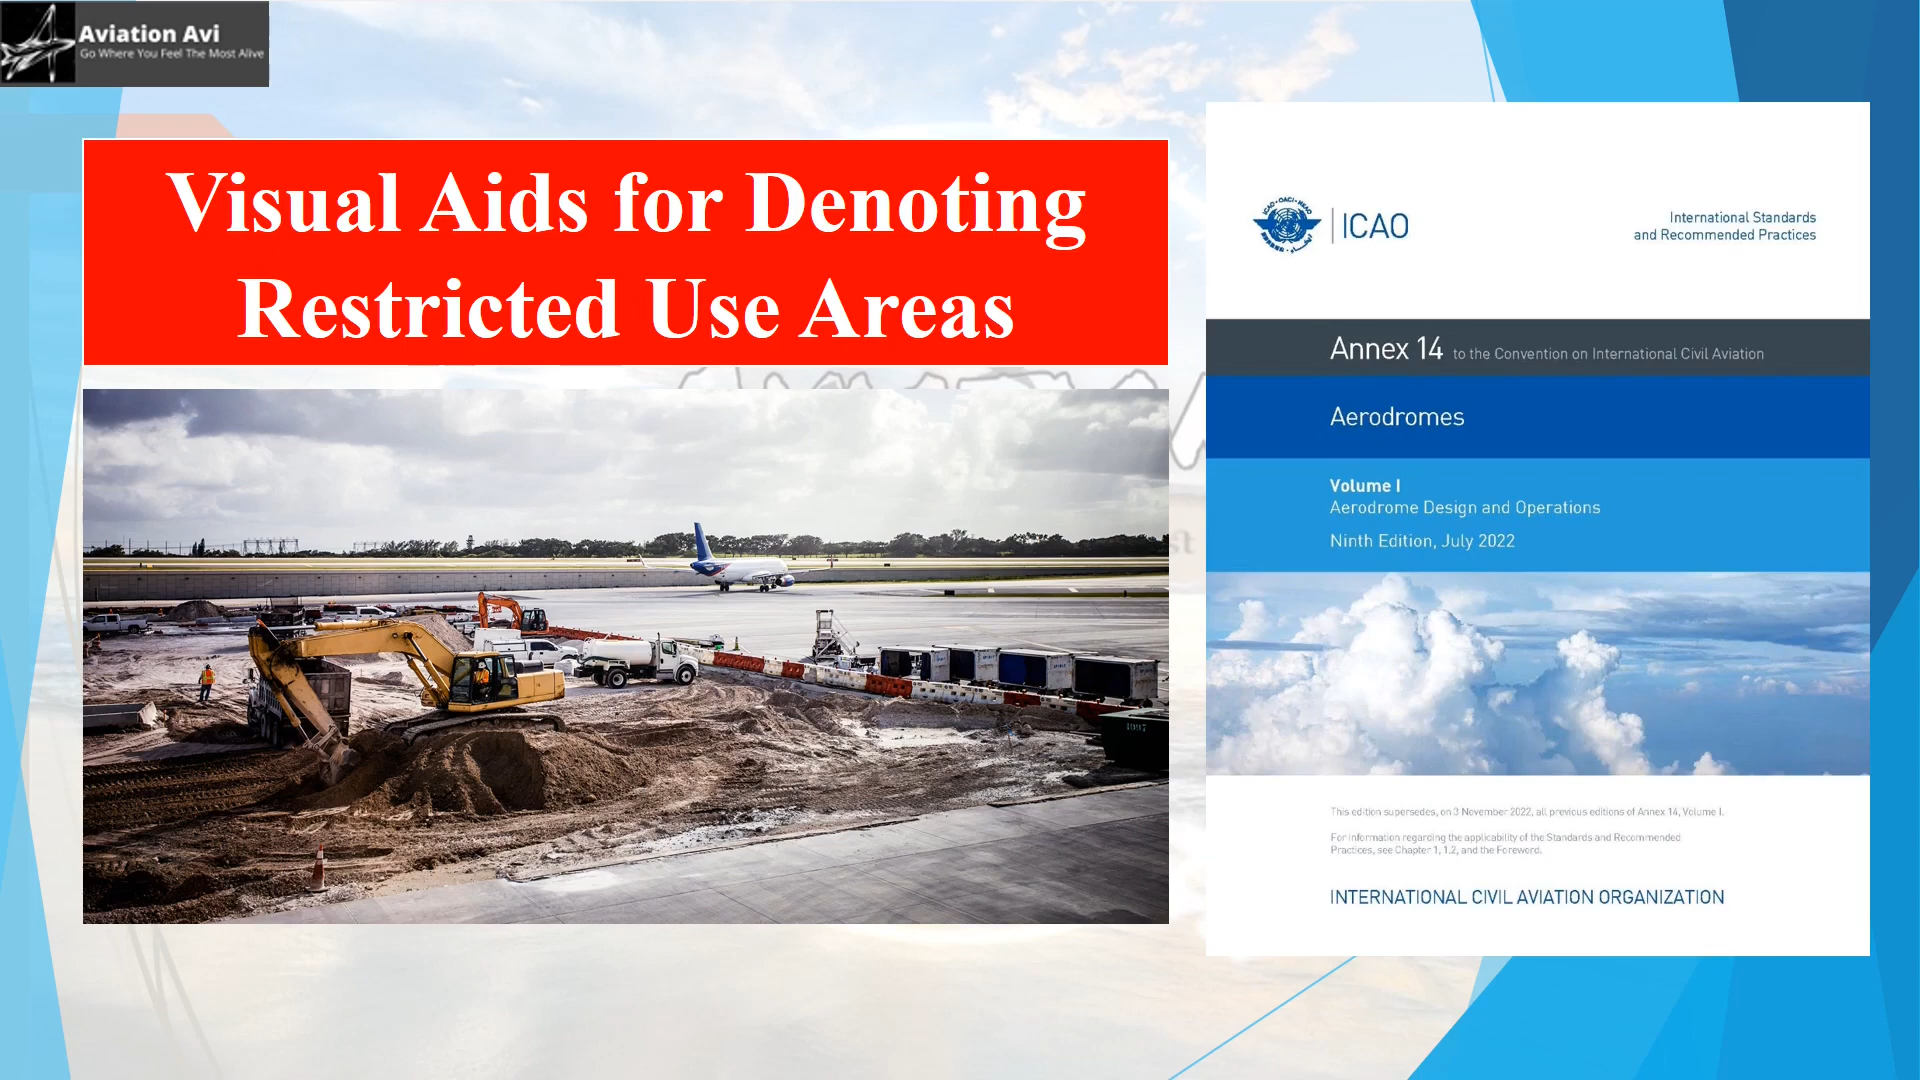 Aviation Avi
Go Where You Feel The Most Alive
Visual Aids for Denoting
Restricted Use Areas
ICAO
International Standards
and Recommended Practices
Annex 14 to the Convention on International Civil Aviation
Aerodromes
Volume I
Aerodrome Design and Operations
Ninth Edition, July 2022
This edition supersedes, on 3 November 2022, all previous editions of Annex 14, Volume I.
For information regarding the applicability of the Standards and Recommended
Practices, see Chapter 1, 1.2, and the Foreword.
INTERNATIONAL CIVIL AVIATION ORGANIZATION